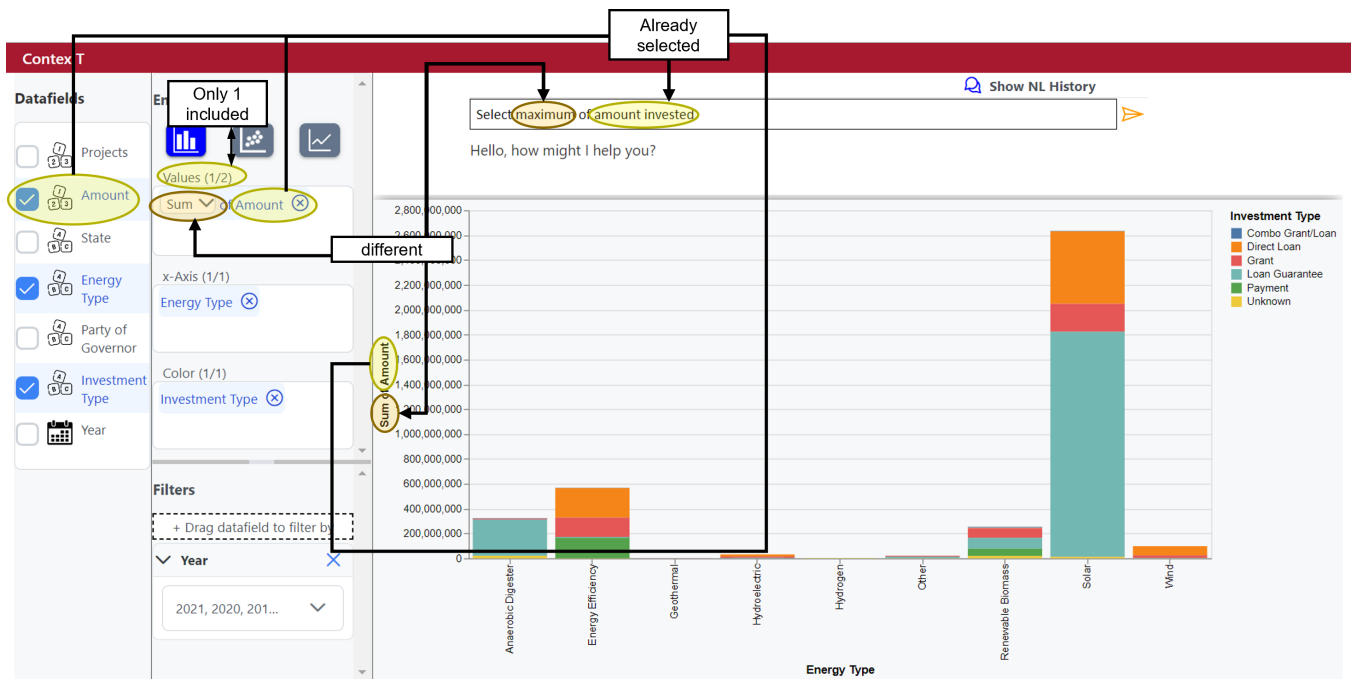 Already
selected
Contex T
Datafields
Only 1
included
En
Show NL History
Select maximum of amount invested
Hello, how might I help you?
Projects
Amount
State
Energy
Type
Party of
Governor
Investment
Type
Year
Values (1/2)
Sum of Amount
different
x-Axis (1/1)
Energy Type
Color (1/1)
Investment Type
Filters
+ Drag datafield to filter by
Year
2021, 2020, 201...
Sum of Amount
2,800,000,000
2,600,000,000
2,400,000,000
2,200,000,000
2,000,000,000
1,800,000,000
1,600,000,000
1,400,000,000
1,200,000,000
1,000,000,000
800,000,000
600,000,000
400,000,000
200,000,000
0
Anaerobic Digester
Energy Efficiency
Geothermal
Hydroelectric
Hydrogen
Other
Renewable Biomass
Solar
Wind
Energy Type
Investment Type
Combo Grant/Loan
Direct Loan
Grant
Loan Guarantee
Payment
Unknown